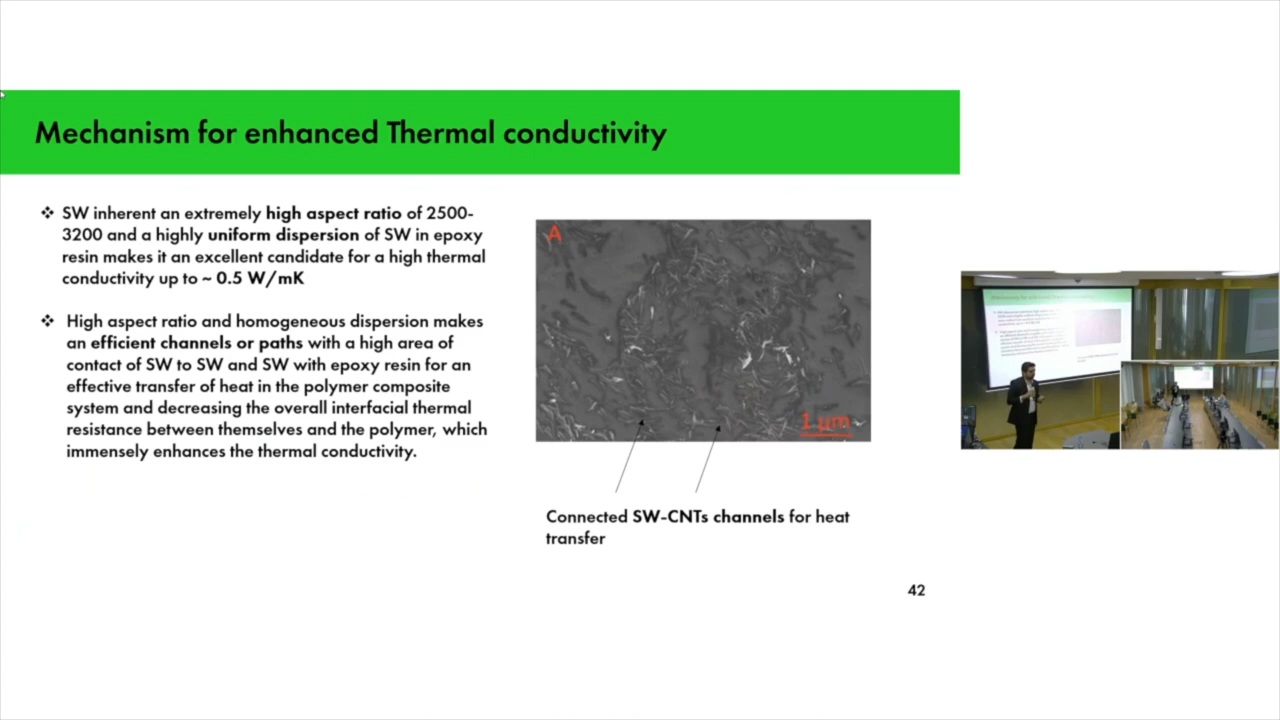 Mechanism for enhanced Thermal conductivity
❖ SW inherent an extremely high aspect ratio of 2500-
3200 and a highly uniform dispersion of SW in epoxy
resin makes it an excellent candidate for a high thermal
conductivity up to ~ 0.5 W/mK
❖ High aspect ratio and homogeneous dispersion makes
an efficient channels or paths with a high area of
contact of SW to SW and SW with epoxy resin for an
effective transfer of heat in the polymer composite
system and decreasing the overall interfacial thermal
resistance between themselves and the polymer, which
immensely enhances the thermal conductivity.
A
1 µm
Connected SW-CNTs channels for heat
transfer
42